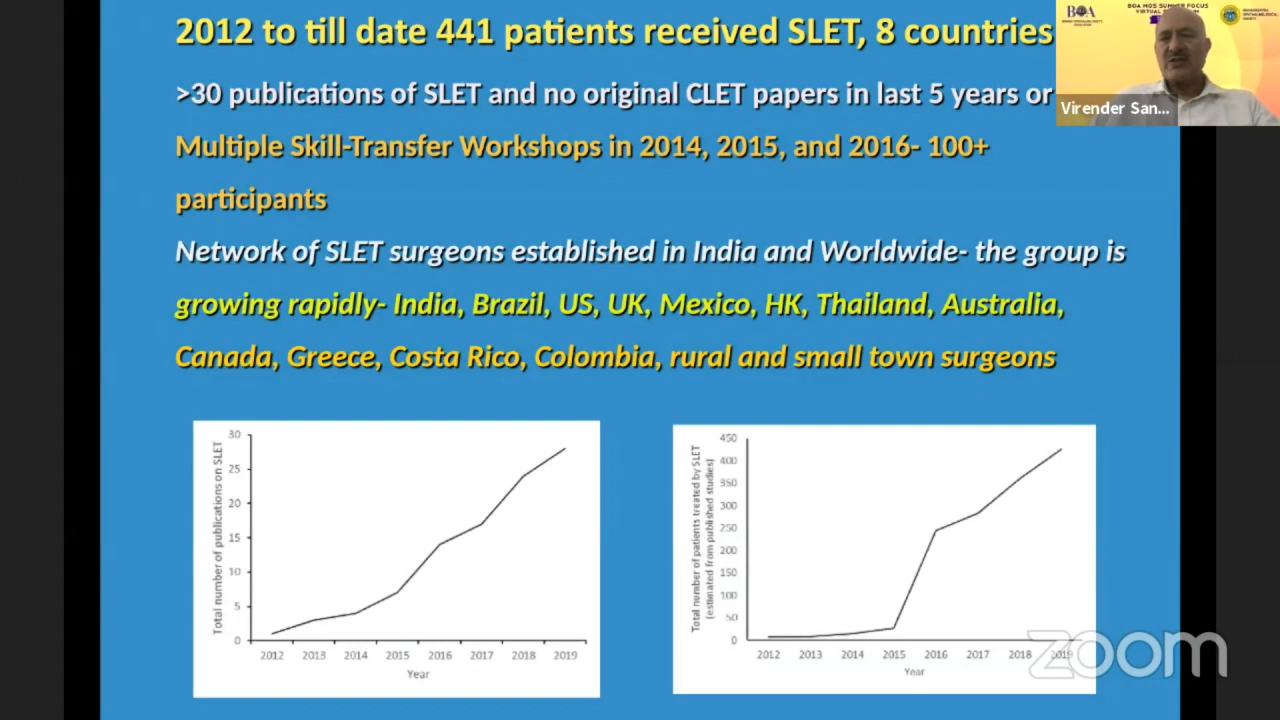 2012 to till date 441 patients received SLET, 8 countries
>30 publications of SLET and no original CLET papers in last 5 years or
Multiple Skill-Transfer Workshops in 2014, 2015, and 2016- 100+
participants
Network of SLET surgeons established in India and Worldwide- the group is
growing rapidly- India, Brazil, US, UK, Mexico, HK, Thailand, Australia,
Canada, Greece, Costa Rico, Colombia, rural and small town surgeons
BOA
BOA MOS SUMMER FOCUS
Virender San...
Total number of publications on SLET
30
25
20
15
10
5
0
2012 2013 2014 2015 2016 2017 2018 2019
Year
Total number of patients treated by SLET
(estimated from published studies)
450
400
350
300
250
200
150
100
50
0
2012 2013 2014 2015 2016 2017 2018 2019
Year
zoom